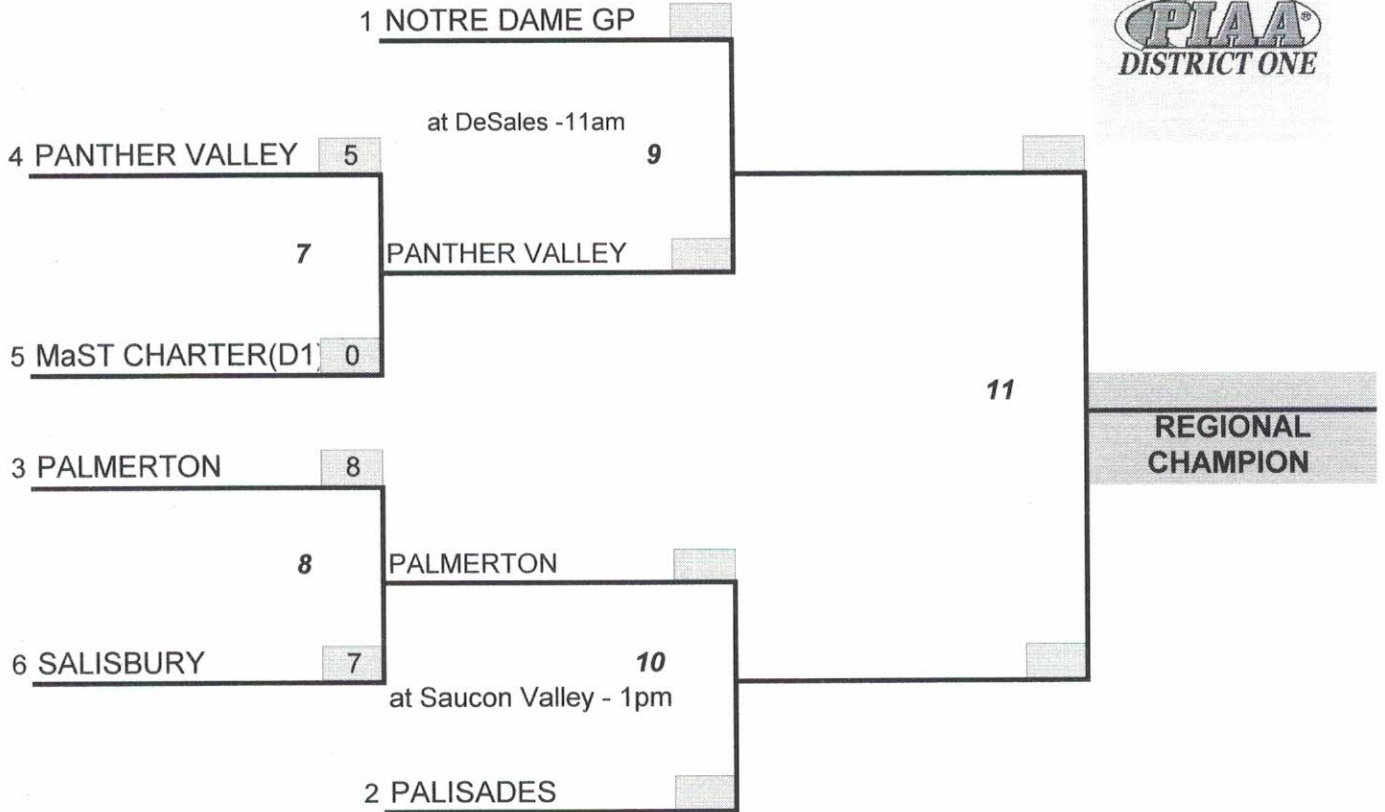 1 NOTRE DAME GP
PIAA®
DISTRICT ONE
at DeSales -11am
4 PANTHER VALLEY 5
9
7
PANTHER VALLEY
5 MaST CHARTER(D1) 0
11
REGIONAL
CHAMPION
3 PALMERTON 8
8
PALMERTON
6 SALISBURY 7
10
at Saucon Valley - 1pm
2 PALISADES